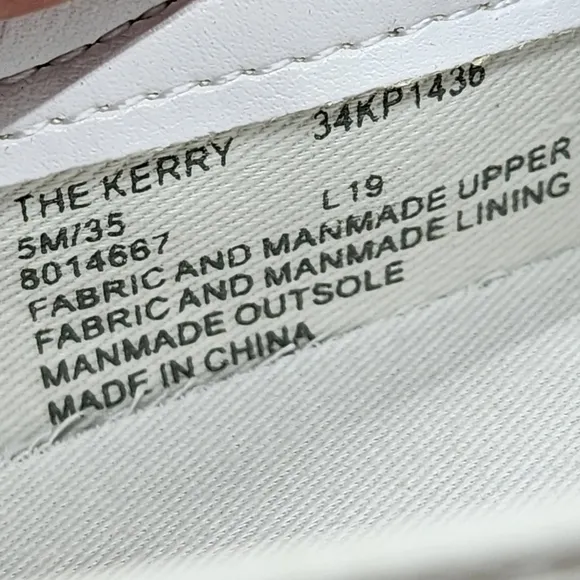 THE KERRY 34KP1436
5M/35
8014667 L19
FABRIC AND MANMADE UPPER
FABRIC AND MANMADE LINING
MANMADE OUTSOLE
MADE IN CHINA